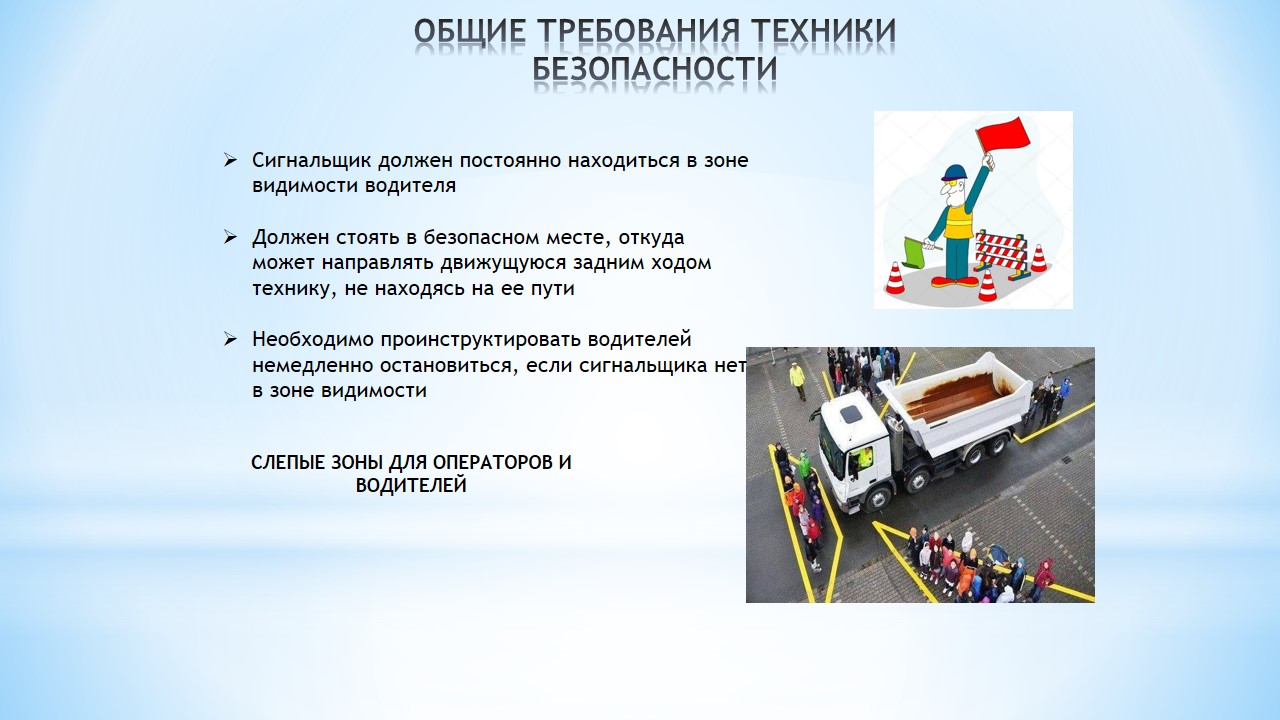 ОБЩИЕ ТРЕБОВАНИЯ ТЕХНИКИ
БЕЗОПАСНОСТИ
➢ Сигнальщик должен постоянно находиться в зоне
видимости водителя
➢ Должен стоять в безопасном месте, откуда
может направлять движущуюся задним ходом
технику, не находясь на ее пути
➢ Необходимо проинструктировать водителей
немедленно остановиться, если сигнальщика нет
в зоне видимости
СЛЕПЫЕ ЗОНЫ ДЛЯ ОПЕРАТОРОВ И
ВОДИТЕЛЕЙ